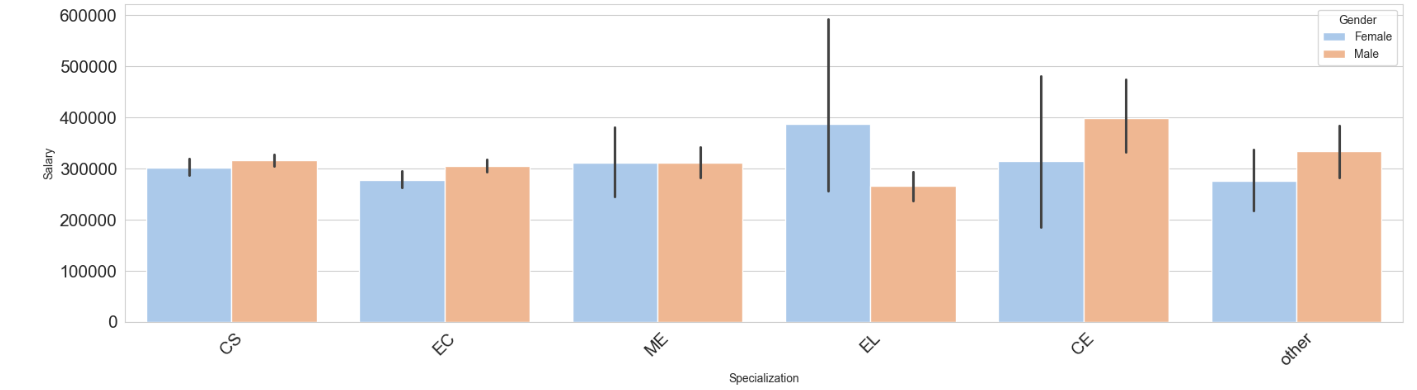 600000
500000
400000
300000
200000
100000
0
Salary
Gender
Female
Male
CS
EC
ME
EL
CE
other
Specialization